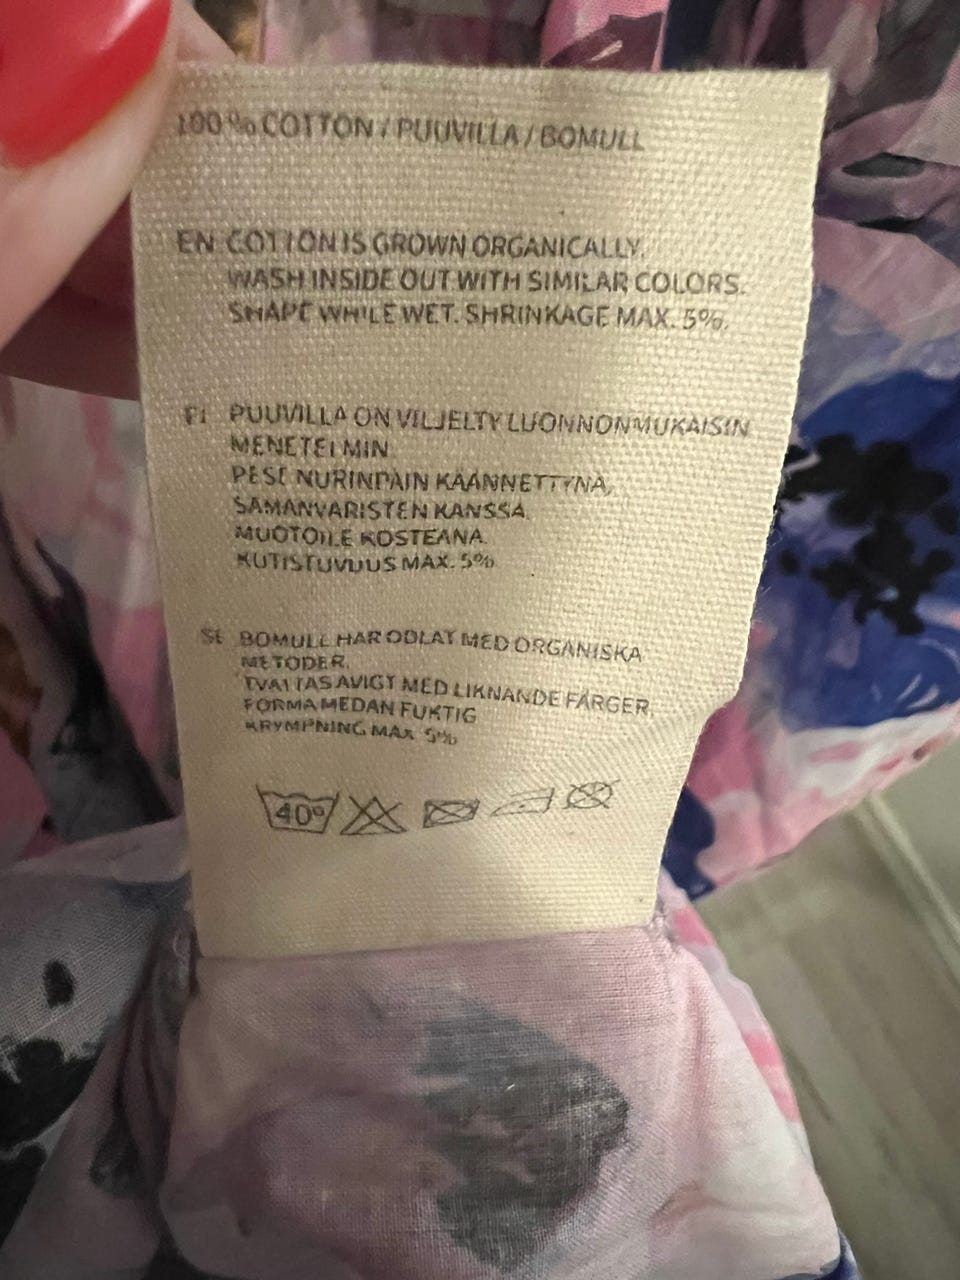 100% COTTON / PUUVILLA / BOMULL
EN COTTON IS GROWN ORGANICALLY.
WASH INSIDE OUT WITH SIMILAR COLORS.
SHAPE WHILE WET. SHRINKAGE MAX. 5%.
FI PUUVILLA ON VILJELTY LUONNONMUKAISIN
MENETELMIN.
PESE NURINPÄIN KÄÄNNETTYNÄ,
SAMANVÄRISTEN KANSSA.
MUOTOILE KOSTEANA.
KUTISTUVUUS MAX. 5%
SE BOMULL HAR ODLAT MED ORGANISKA
METODER.
TVÄTTAS AVIGT MED LIKNANDE FÄRGER.
FORMA MEDAN FUKTIG
KRYMPNING MAX 5%
40°